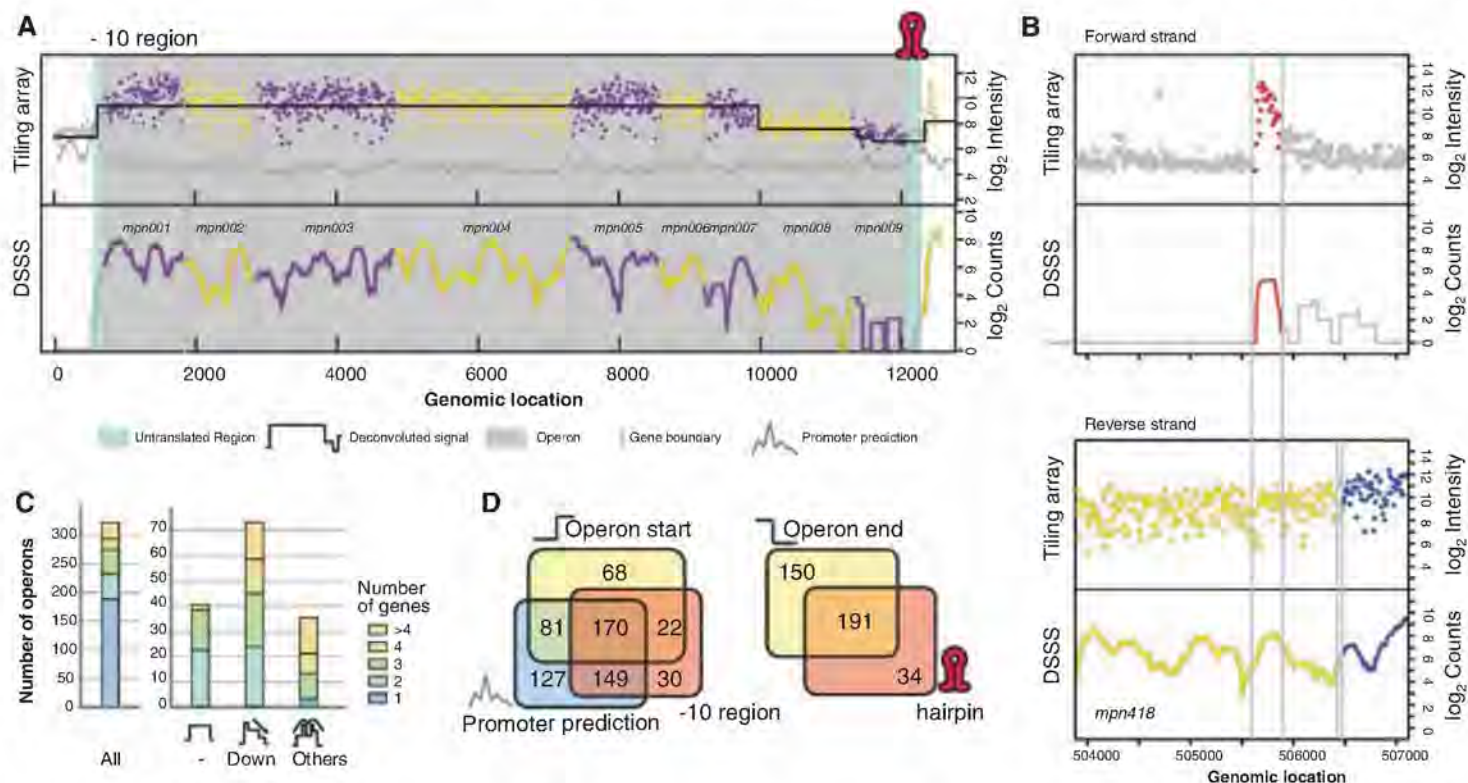 A
- 10 region
Tiling array
12
10
8
6
4
2
log2 Intensity
DSSS
mpn001 mpn002 mpn003 mpn004 mpn005 mpn006 mpn007 mpn008 mpn009
10
8
6
4
2
0
log2 Counts
0 2000 4000 6000 8000 10000 12000
Genomic location
Untranslated Region Deconvoluted signal Operon Gene boundary Promoter prediction
B
Forward strand
Tiling array
14
12
10
8
6
4
log2 Intensity
DSSS
10
8
6
4
2
0
log2 Counts
Reverse strand
Tiling array
14
12
10
8
6
4
log2 Intensity
DSSS
10
8
6
4
2
0
log2 Counts
mpn418
504000 505000 506000 507000
Genomic location
C
Number of operons
300
250
200
150
100
50
0
All
70
60
50
40
30
20
10
0
- Down Others
Number
of genes
>4
4
3
2
1
D
Operon start
68
81 170 22
127 149 30
Promoter prediction
-10 region
Operon end
150
191
34
hairpin